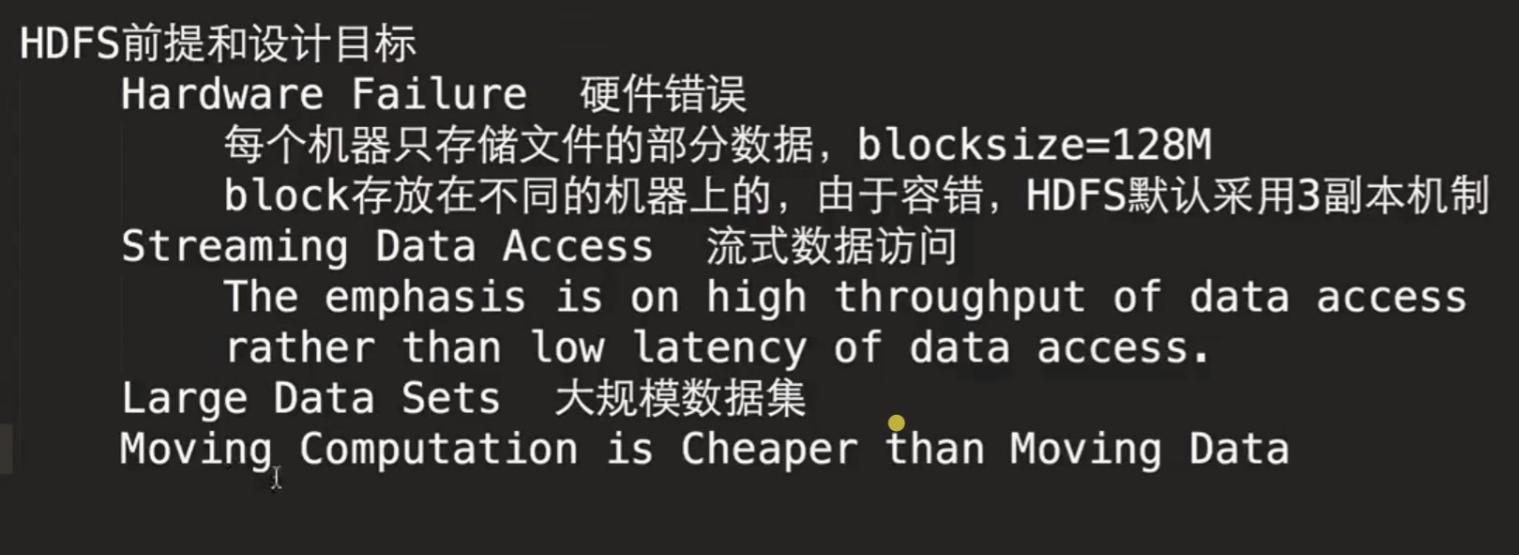 HDFS前提和设计目标
Hardware Failure  硬件错误
每个机器只存储文件的部分数据，blocksize=128M
block存放在不同的机器上的，由于容错，HDFS默认采用3副本机制
Streaming Data Access  流式数据访问
The emphasis is on high throughput of data access
rather than low latency of data access.
Large Data Sets  大规模数据集
Moving Computation is Cheaper than Moving Data